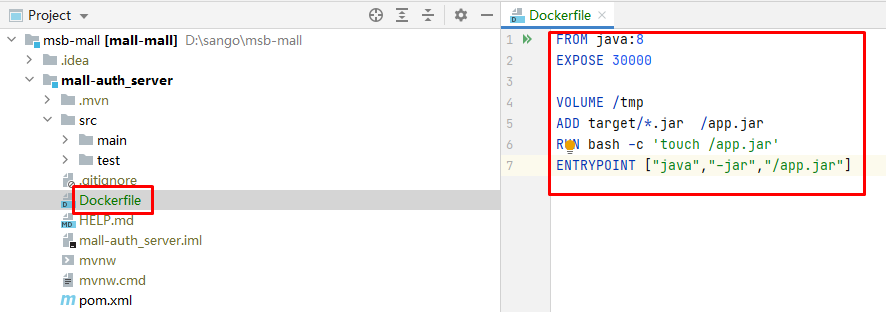 Project
msb-mall [mall-mall] D:\sango\msb-mall
.idea
mall-auth_server
.mvn
src
main
test
.gitignore
Dockerfile
HELP.md
mall-auth_server.iml
mvnw
mvnw.cmd
pom.xml
Dockerfile
1 FROM java:8
2 EXPOSE 30000
3
4 VOLUME /tmp
5 ADD target/*.jar  /app.jar
6 RUN bash -c 'touch /app.jar'
7 ENTRYPOINT ["java","-jar","/app.jar"]